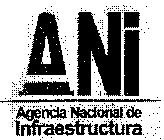 ANi
Agencia Nacional de
Infraestructura